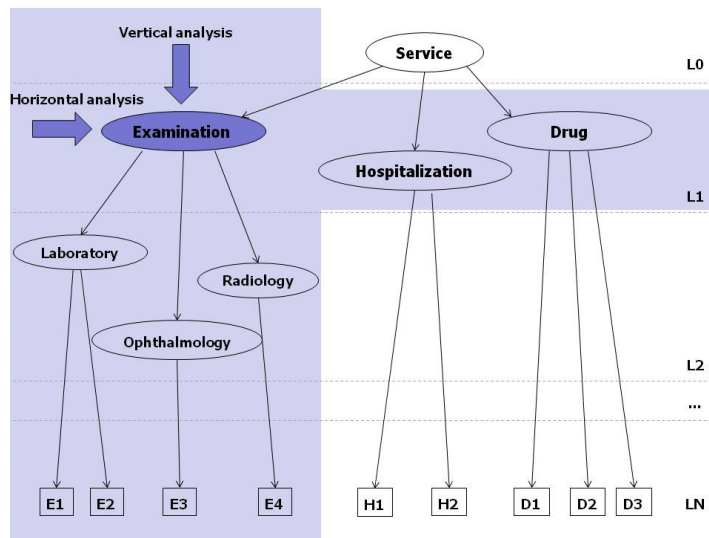 Vertical analysis
Service
L0
Horizontal analysis
Examination
Drug
Hospitalization
L1
Laboratory
Radiology
Ophthalmology
L2
...
E1 E2 E3 E4 H1 H2 D1 D2 D3 LN